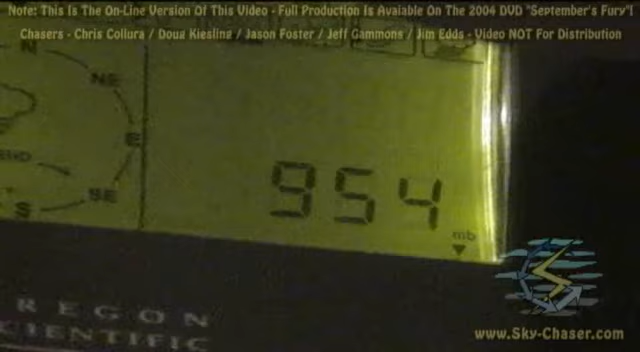 Note: This Is The On-Line Version Of This Video - Full Production Is Avaiable On The 2004 DVD "September's Fury"!
Chasers - Chris Collura / Doug Kiesling / Jason Foster / Jeff Gammons / Jim Edds - Video NOT For Distribution
N
NE
E
SE
S
954
mb
REGON
CIENTIFIC
www.Sky-Chaser.com